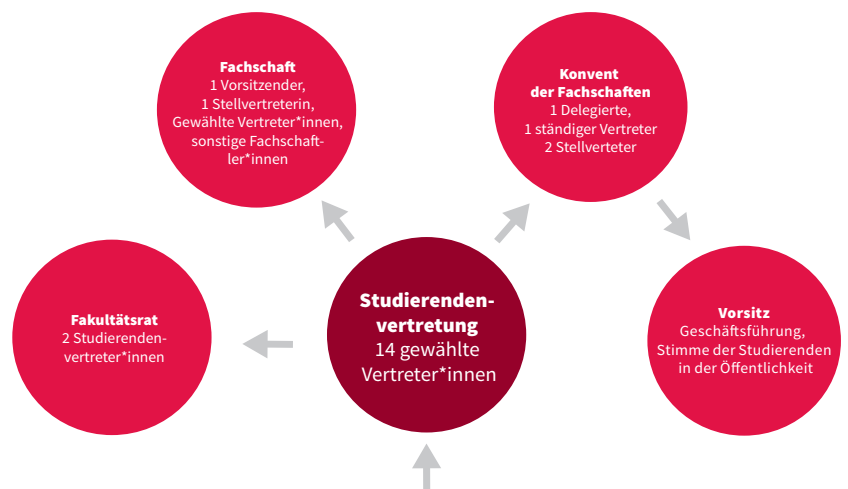 Fachschaft
1 Vorsitzender,
1 Stellvertreterin,
Gewählte Vertreter*innen,
sonstige Fachschaft-
ler*innen
Konvent
der Fachschaften
1 Delegierte,
1 ständiger Vertreter
2 Stellverteter
Fakultätsrat
2 Studierenden-
vertreter*innen
Studierenden-
vertretung
14 gewählte
Vertreter*innen
Vorsitz
Geschäftsführung,
Stimme der Studierenden
in der Öffentlichkeit